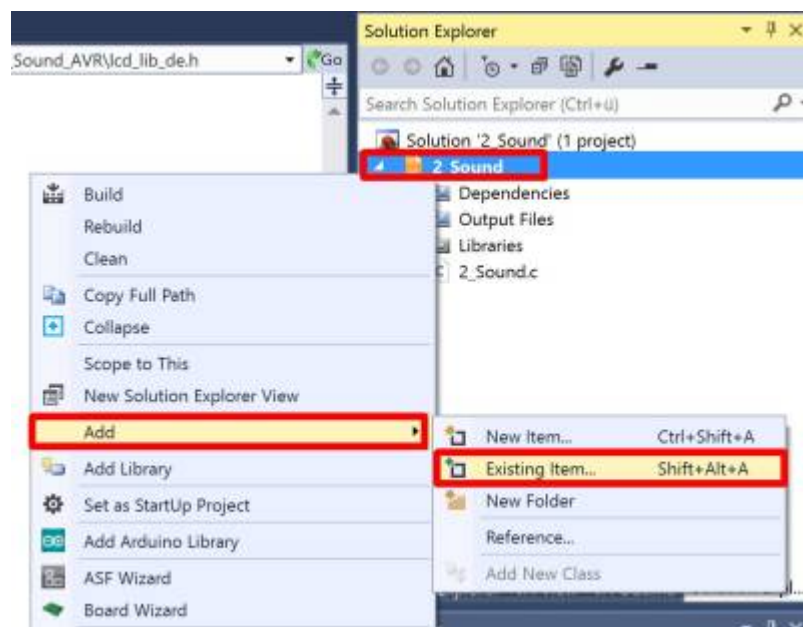 Solution Explorer
_Sound_AVR\lcd_lib_de.h
Go
Search Solution Explorer (Ctrl+ü)
Solution '2_Sound' (1 project)
2_Sound
Dependencies
Output Files
Libraries
2_Sound.c
Build
Rebuild
Clean
Copy Full Path
Collapse
Scope to This
New Solution Explorer View
Add
Add Library
Set as StartUp Project
Add Arduino Library
ASF Wizard
Board Wizard
New Item... Ctrl+Shift+A
Existing Item... Shift+Alt+A
New Folder
Reference...
Add New Class